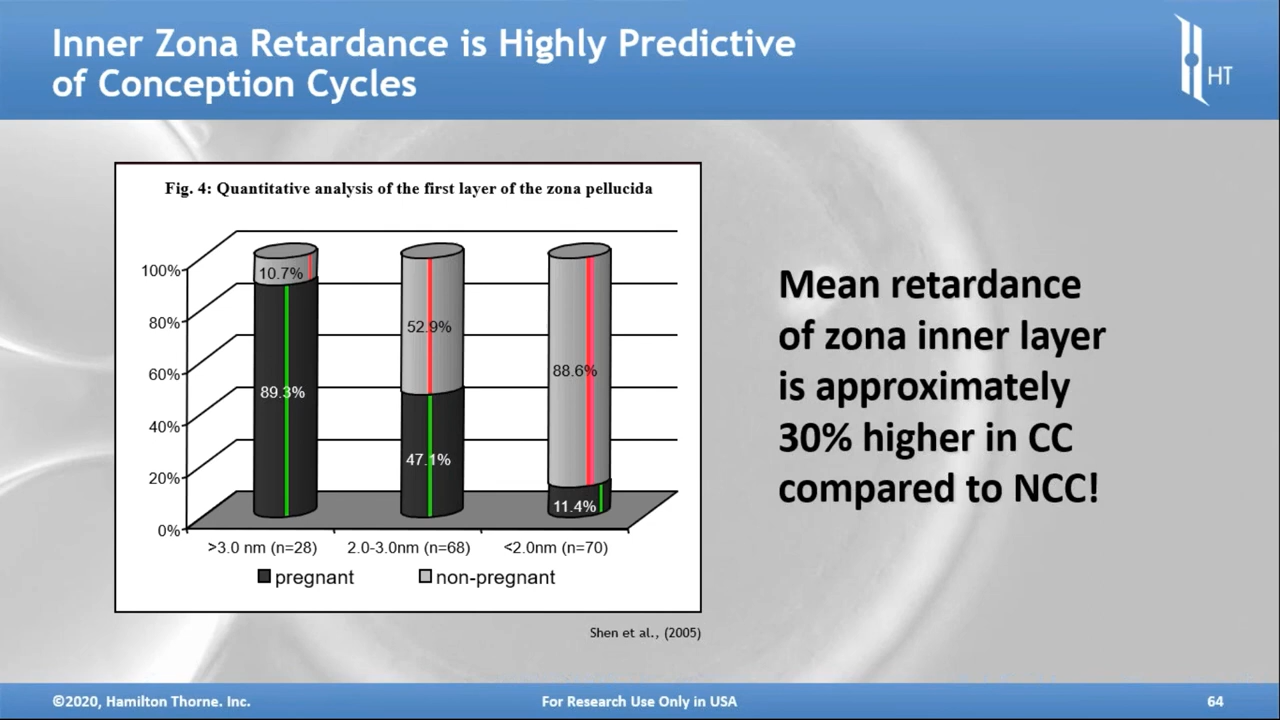 Inner Zona Retardance is Highly Predictive
of Conception Cycles
HT
Fig. 4: Quantitative analysis of the first layer of the zona pellucida
100%
80%
60%
40%
20%
0%
10.7%
89.3%
52.9%
47.1%
88.6%
11.4%
>3.0 nm (n=28)
2.0-3.0nm (n=68)
<2.0nm (n=70)
pregnant
non-pregnant
Shen et al., (2005)
Mean retardance
of zona inner layer
is approximately
30% higher in CC
compared to NCC!
©2020, Hamilton Thorne. Inc.
For Research Use Only in USA
64